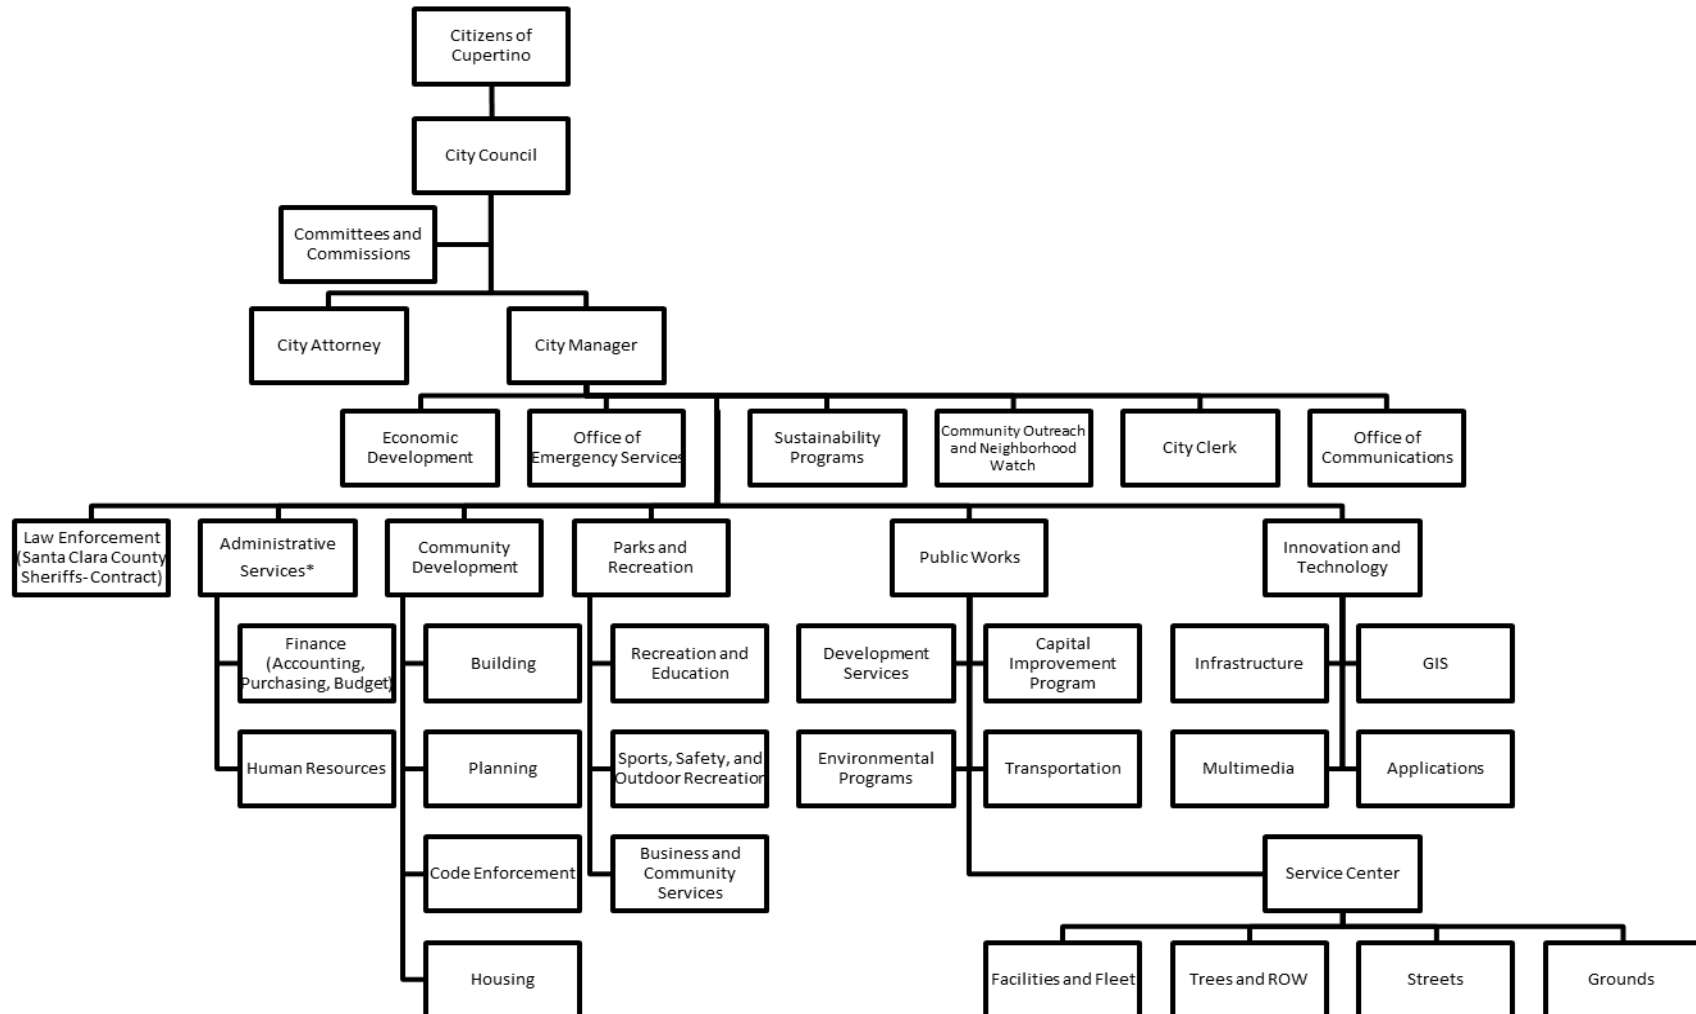 Citizens of
Cupertino
City Council
Committees and
Commissions
City Attorney
City Manager
Economic
Development
Office of
Emergency Services
Sustainability
Programs
Community Outreach
and Neighborhood
Watch
City Clerk
Office of
Communications
Law Enforcement
(Santa Clara County
Sheriffs- Contract)
Administrative
Services*
Community
Development
Parks and
Recreation
Public Works
Innovation and
Technology
Finance
(Accounting,
Purchasing, Budget)
Building
Recreation and
Education
Development
Services
Capital
Improvement
Program
Infrastructure
GIS
Human Resources
Planning
Sports, Safety, and
Outdoor Recreation
Environmental
Programs
Transportation
Multimedia
Applications
Code Enforcement
Business and
Community
Services
Service Center
Housing
Facilities and Fleet
Trees and ROW
Streets
Grounds